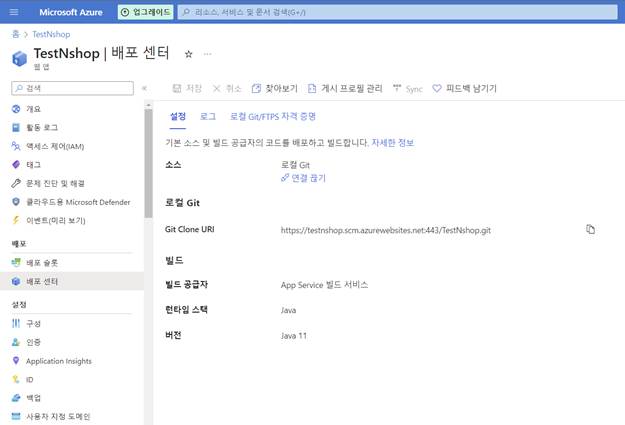 Microsoft Azure
업그레이드
리소스, 서비스 및 문서 검색(G+/)
홈 > TestNshop
TestNshop | 배포 센터
웹 앱
검색
저장
취소
찾아보기
게시 프로필 관리
Sync
피드백 남기기
개요
활동 로그
액세스 제어(IAM)
태그
문제 진단 및 해결
클라우드용 Microsoft Defender
이벤트(미리 보기)
배포
배포 슬롯
배포 센터
설정
구성
인증
Application Insights
ID
백업
사용자 지정 도메인
설정
로그
로컬 Git/FTPS 자격 증명
기본 소스 및 빌드 공급자의 코드를 배포하고 빌드합니다. 자세한 정보
소스 로컬 Git
연결 끊기
로컬 Git
Git Clone URI https://testnshop.scm.azurewebsites.net:443/TestNshop.git
빌드
빌드 공급자 App Service 빌드 서비스
런타임 스택 Java
버전 Java 11